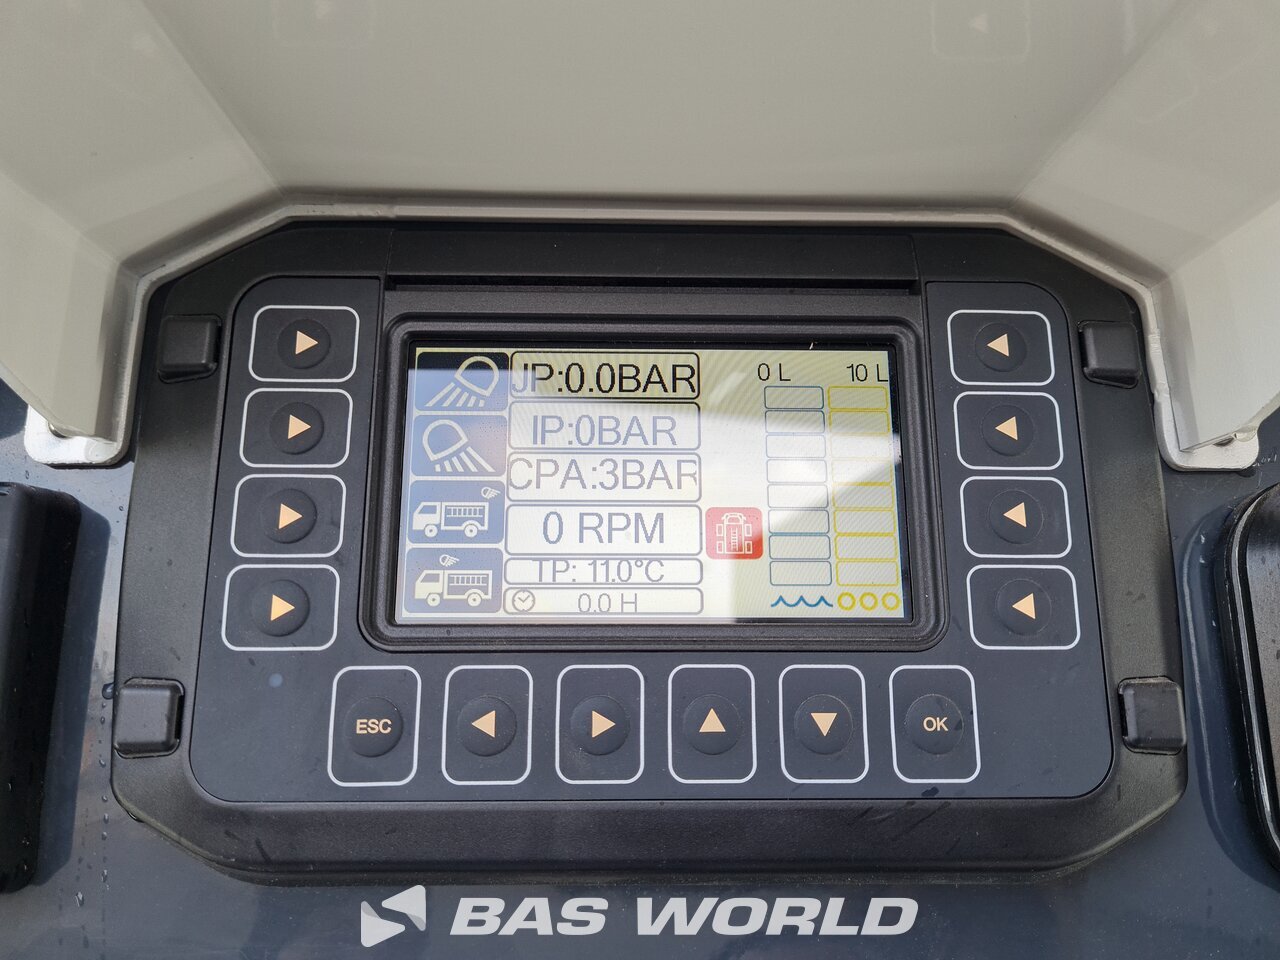 JP:0.0BAR
0 L
10 L
IP:0BAR
CPA:3BAR
0 RPM
TP: 11.0°C
0.0 H
ESC
OK
BAS WORLD